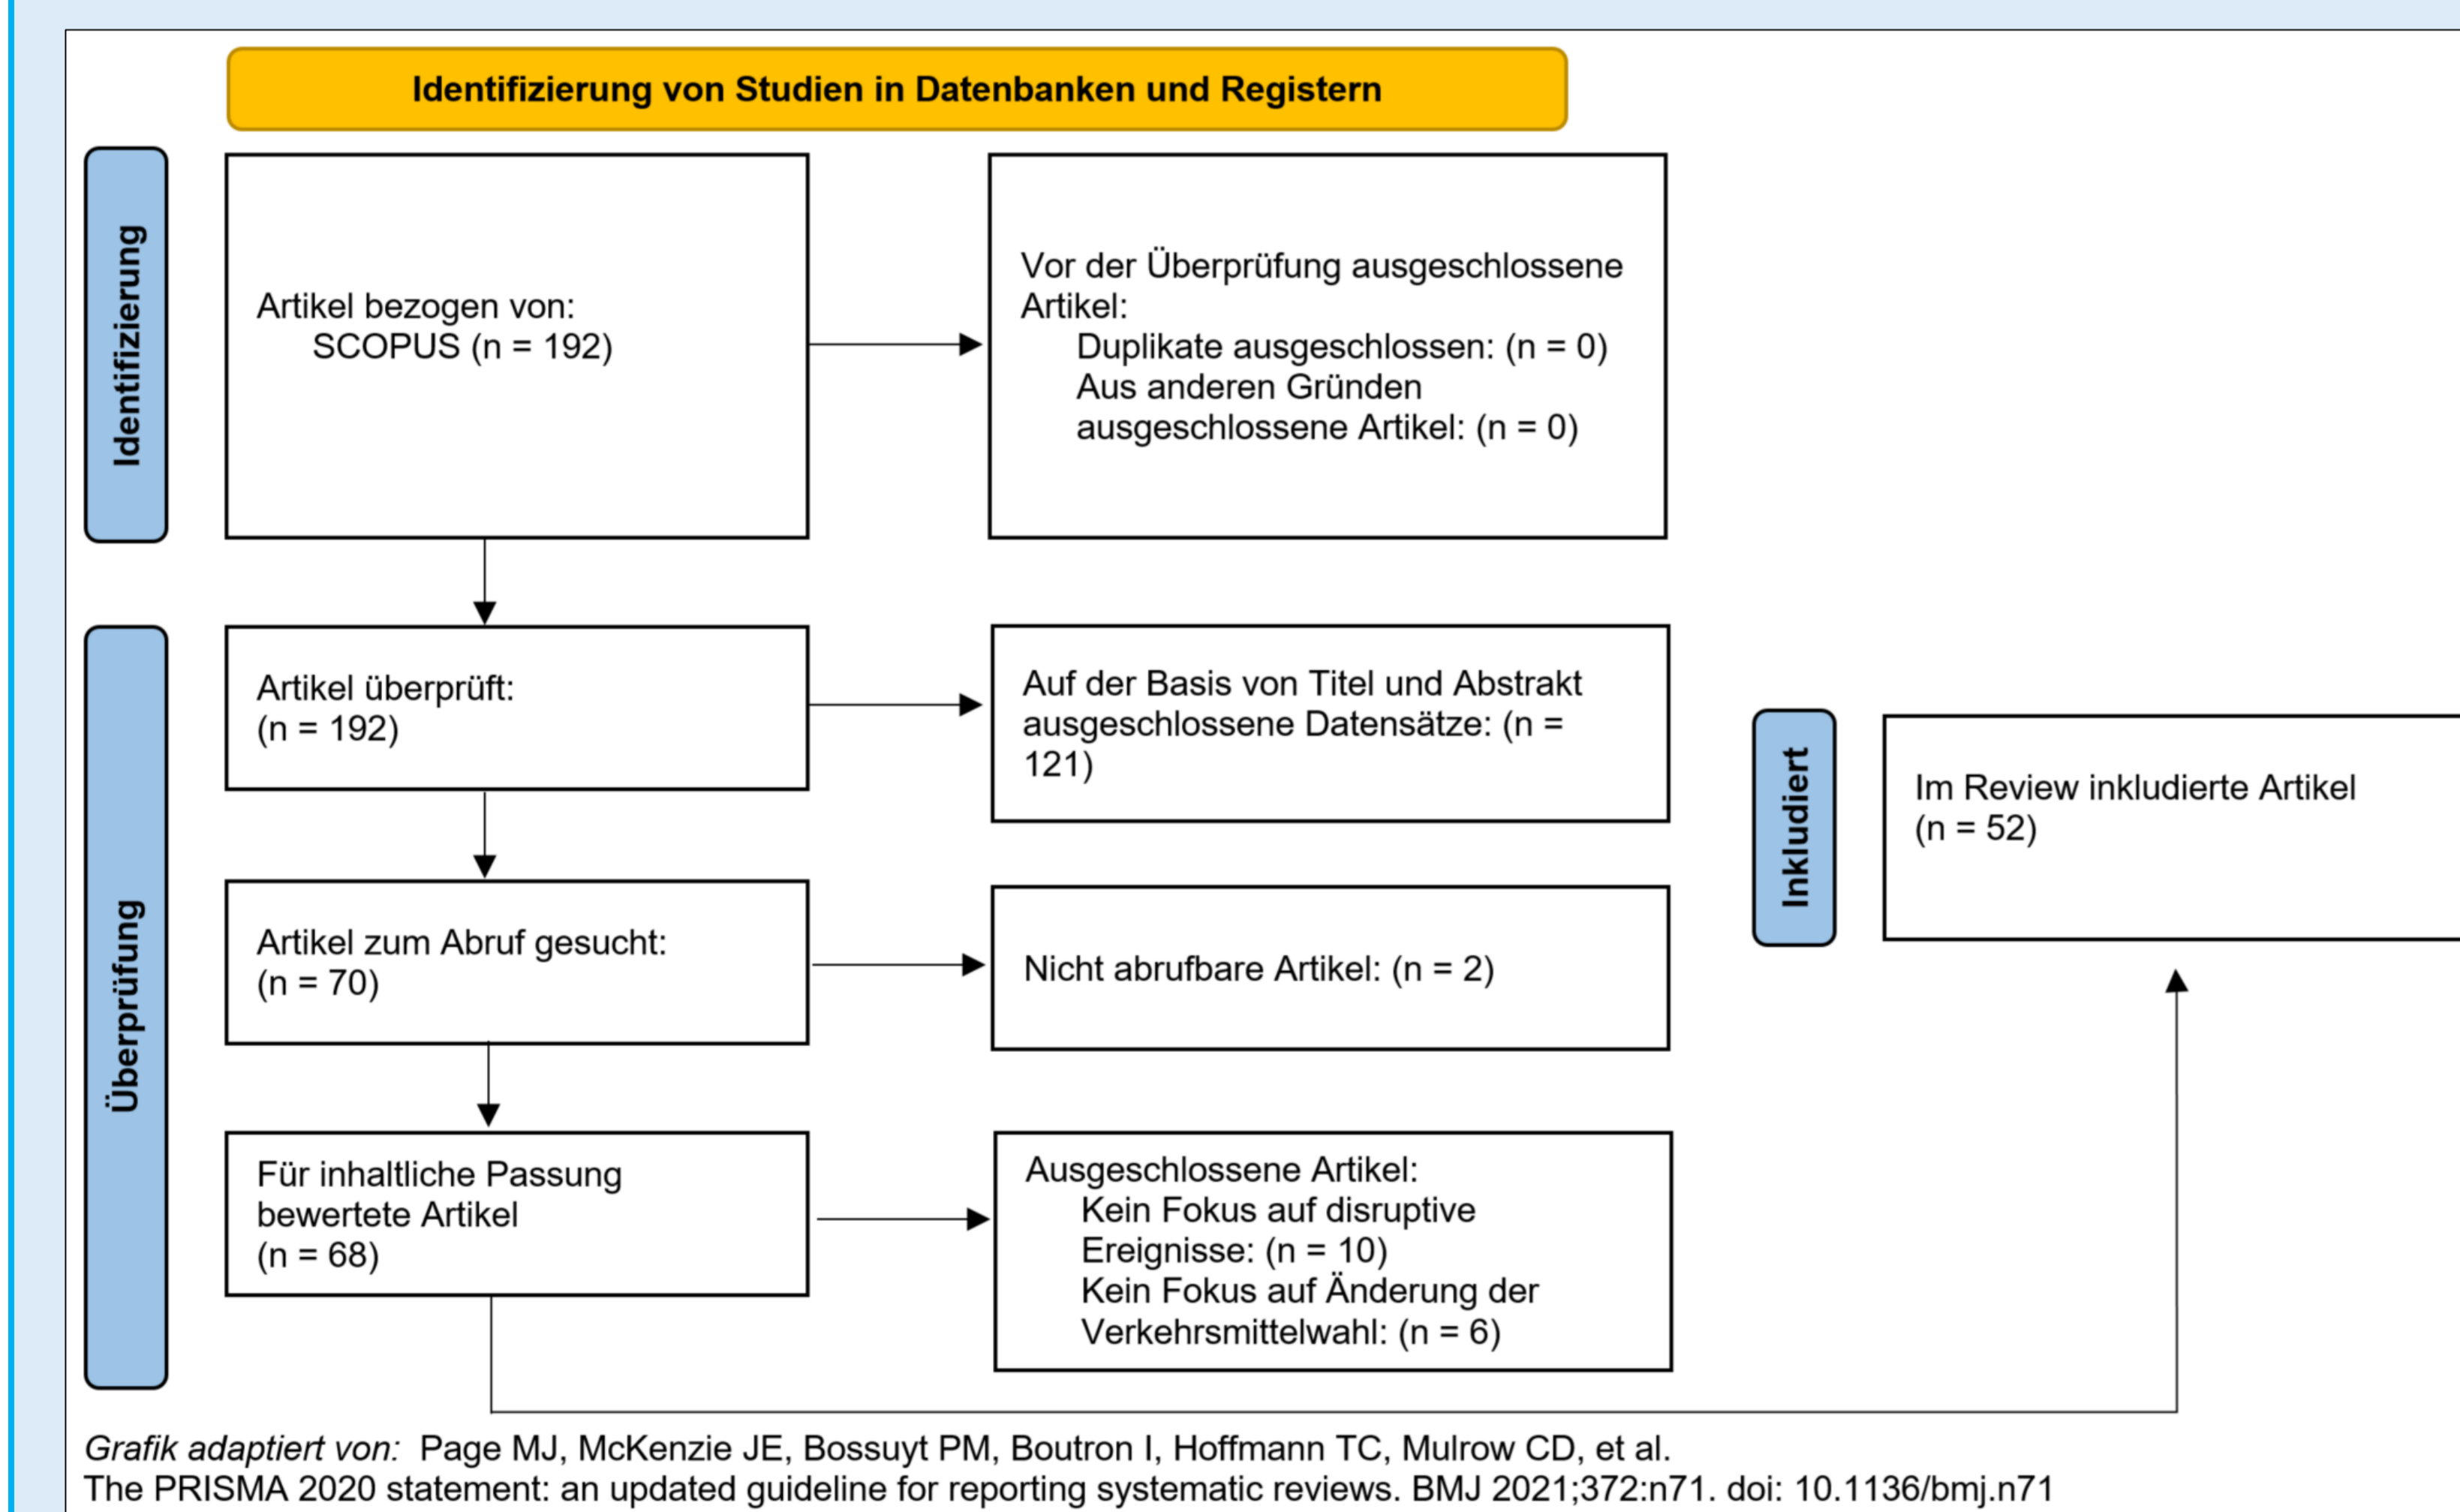 Identifizierung von Studien in Datenbanken und Registern
Identifizierung
Artikel bezogen von:
SCOPUS (n = 192)
Vor der Überprüfung ausgeschlossene
Artikel:
Duplikate ausgeschlossen: (n = 0)
Aus anderen Gründen
ausgeschlossene Artikel: (n = 0)
Überprüfung
Artikel überprüft:
(n = 192)
Auf der Basis von Titel und Abstrakt
ausgeschlossene Datensätze: (n =
121)
Artikel zum Abruf gesucht:
(n = 70)
Nicht abrufbare Artikel: (n = 2)
Für inhaltliche Passung
bewertete Artikel
(n = 68)
Ausgeschlossene Artikel:
Kein Fokus auf disruptive
Ereignisse: (n = 10)
Kein Fokus auf Änderung der
Verkehrsmittelwahl: (n = 6)
Inkludiert
Im Review inkludierte Artikel
(n = 52)
Grafik adaptiert von: Page MJ, McKenzie JE, Bossuyt PM, Boutron I, Hoffmann TC, Mulrow CD, et al.
The PRISMA 2020 statement: an updated guideline for reporting systematic reviews. BMJ 2021;372:n71. doi: 10.1136/bmj.n71